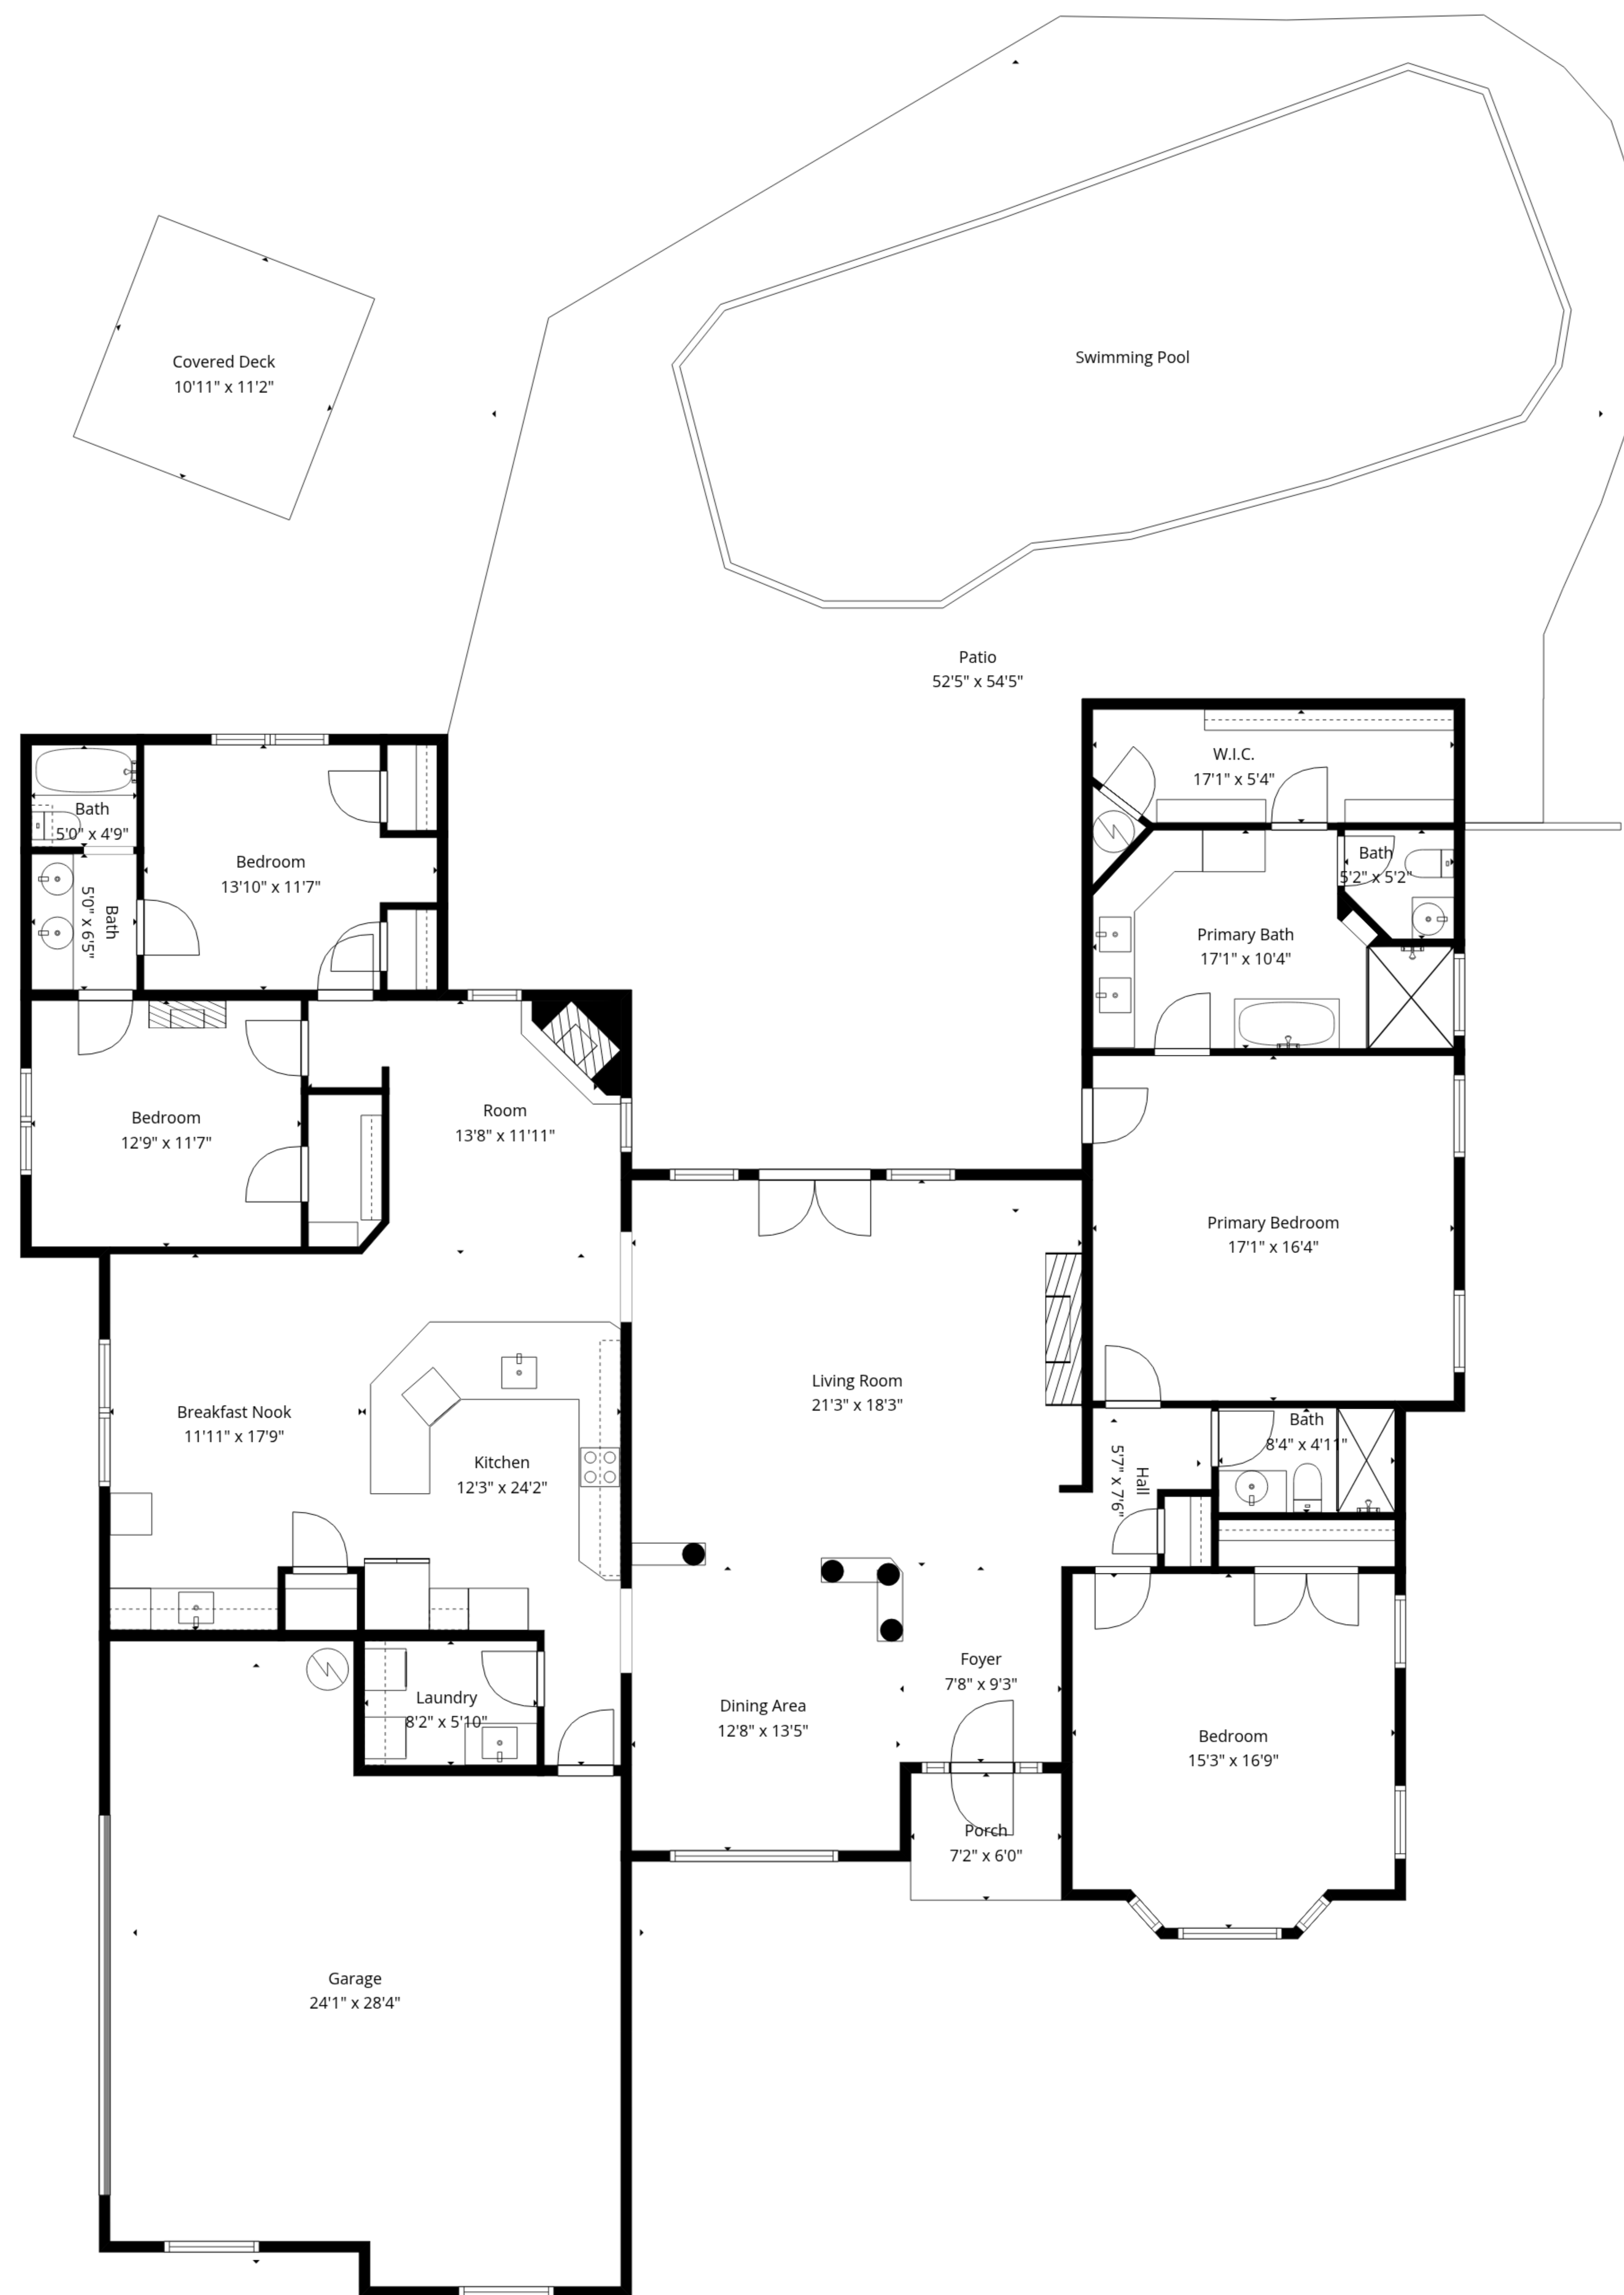 Covered Deck
10'11" x 11'2"
Swimming Pool
Patio
52'5" x 54'5"
W.I.C.
17'1" x 5'4"
Bath
5'0" x 4'9"
Bedroom
13'10" x 11'7"
Bath
5'2" x 5'2"
Bath
5'0" x 6'5"
Primary Bath
17'1" x 10'4"
Room
13'8" x 11'11"
Bedroom
12'9" x 11'7"
Primary Bedroom
17'1" x 16'4"
Living Room
21'3" x 18'3"
Breakfast Nook
11'11" x 17'9"
Bath
8'4" x 4'11"
Kitchen
12'3" x 24'2"
Hall
5'7" x 7'6"
Foyer
7'8" x 9'3"
Laundry
8'2" x 5'10"
Dining Area
12'8" x 13'5"
Bedroom
15'3" x 16'9"
Porch
7'2" x 6'0"
Garage
24'1" x 28'4"